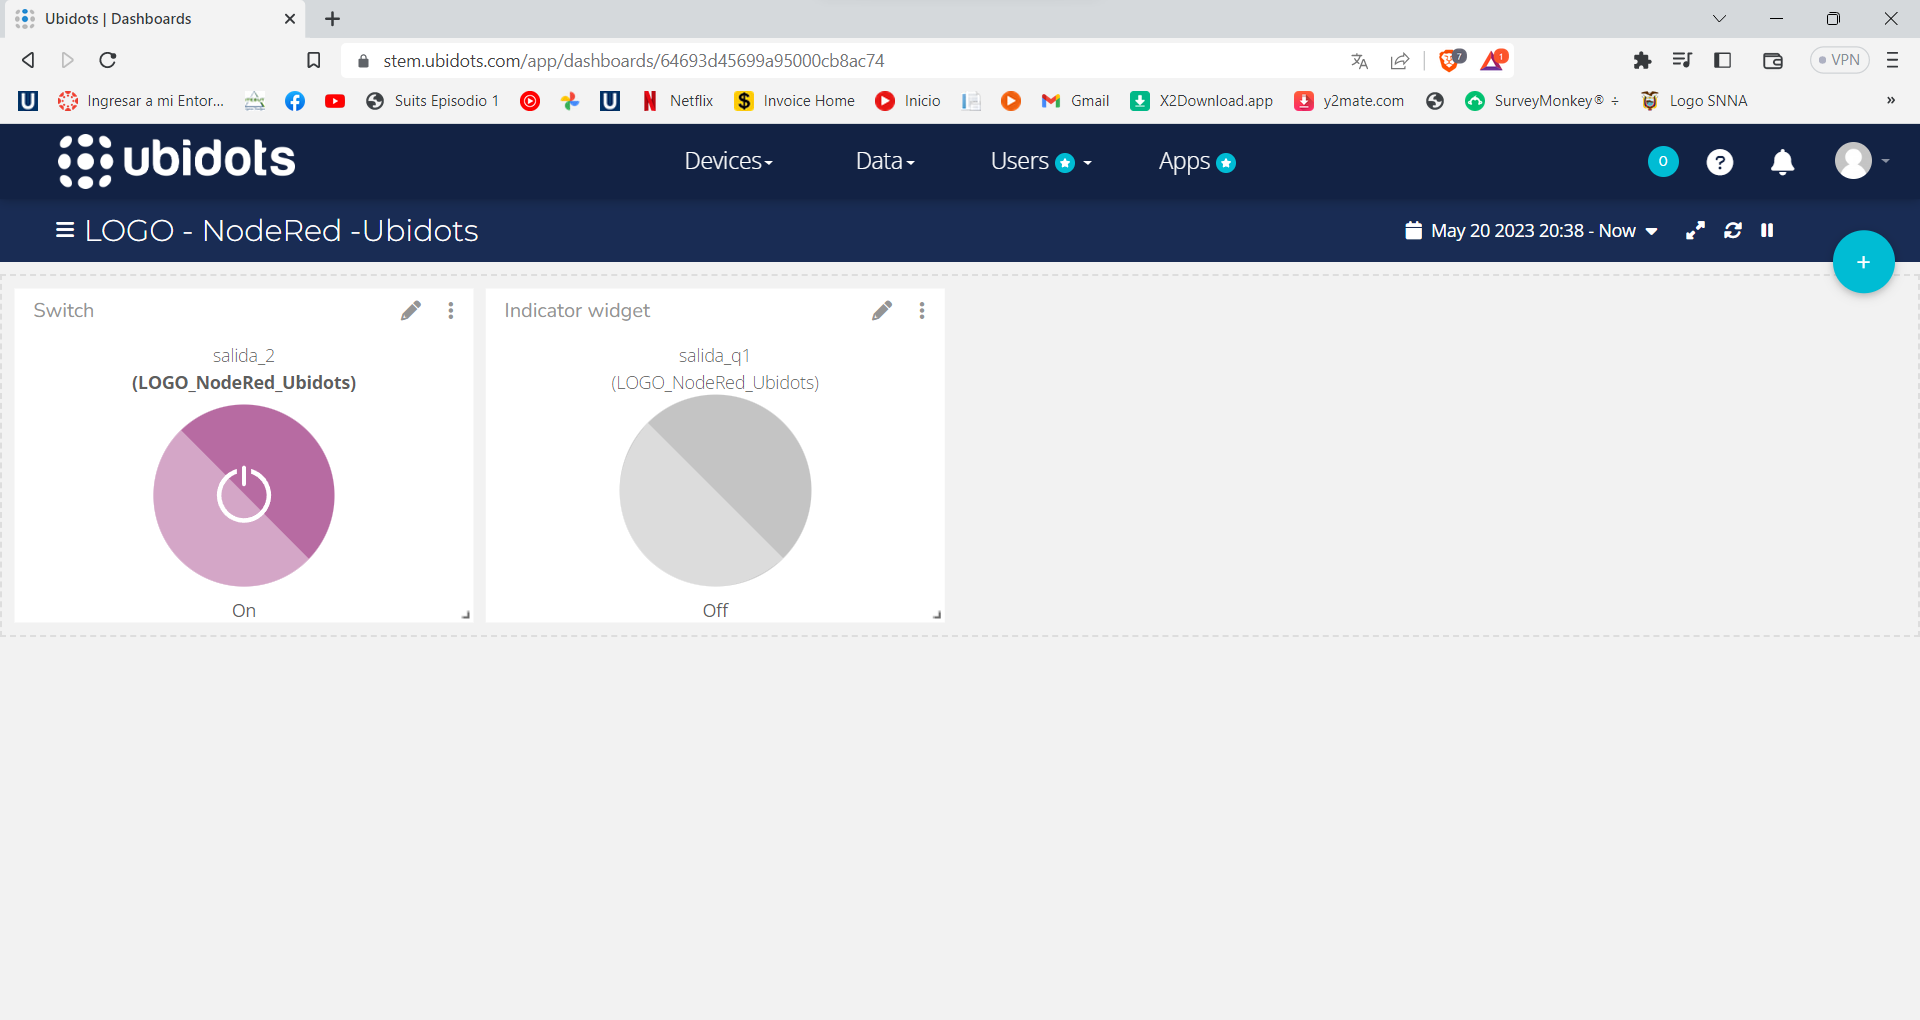 Ubidots | Dashboards
stem.ubidots.com/app/dashboards/64693d45699a95000cb8ac74
7
1
VPN
Ingresar a mi Entor...
Suits Episodio 1
Netflix
Invoice Home
Inicio
Gmail
X2Download.app
y2mate.com
SurveyMonkey® ÷
Logo SNNA
»
ubidots
Devices
Data
Users
Apps
0
?
LOGO - NodeRed -Ubidots
May 20 2023 20:38 - Now
+
Switch
salida_2
(LOGO_NodeRed_Ubidots)
On
Indicator widget
salida_q1
(LOGO_NodeRed_Ubidots)
Off